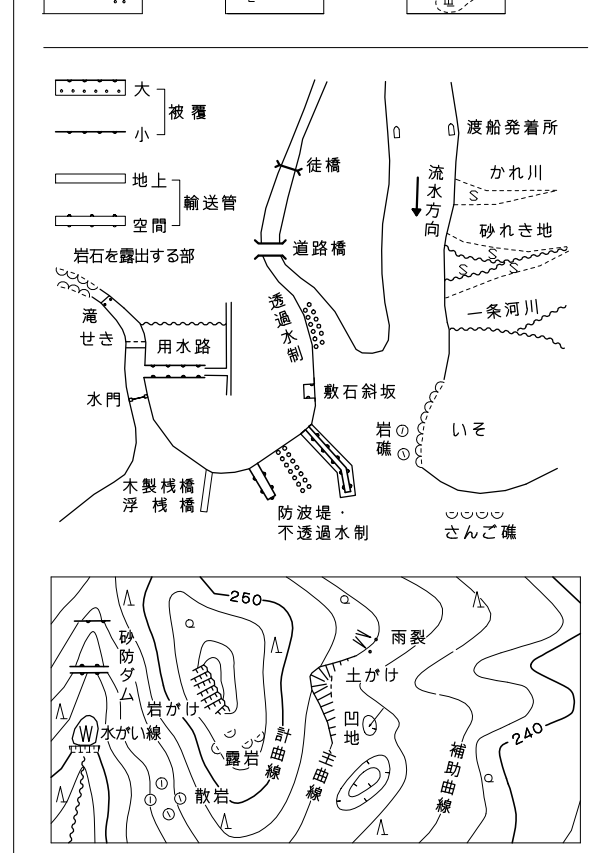 大
小
被覆
地上
空間
輸送管
徒橋
道路橋
渡船発着所
流水方向
かれ川
砂れき地
一条河川
岩石を露出する部
滝
せき
用水路
水門
透過水制
敷石斜坂
岩礁
いそ
木製桟橋
浮桟橋
防波堤・
不透過水制
さんご礁
250
砂防ダム
雨裂
土がけ
岩がけ
W
水がい線
凹地
露岩
計曲線
主曲線
補助曲線
240
散岩